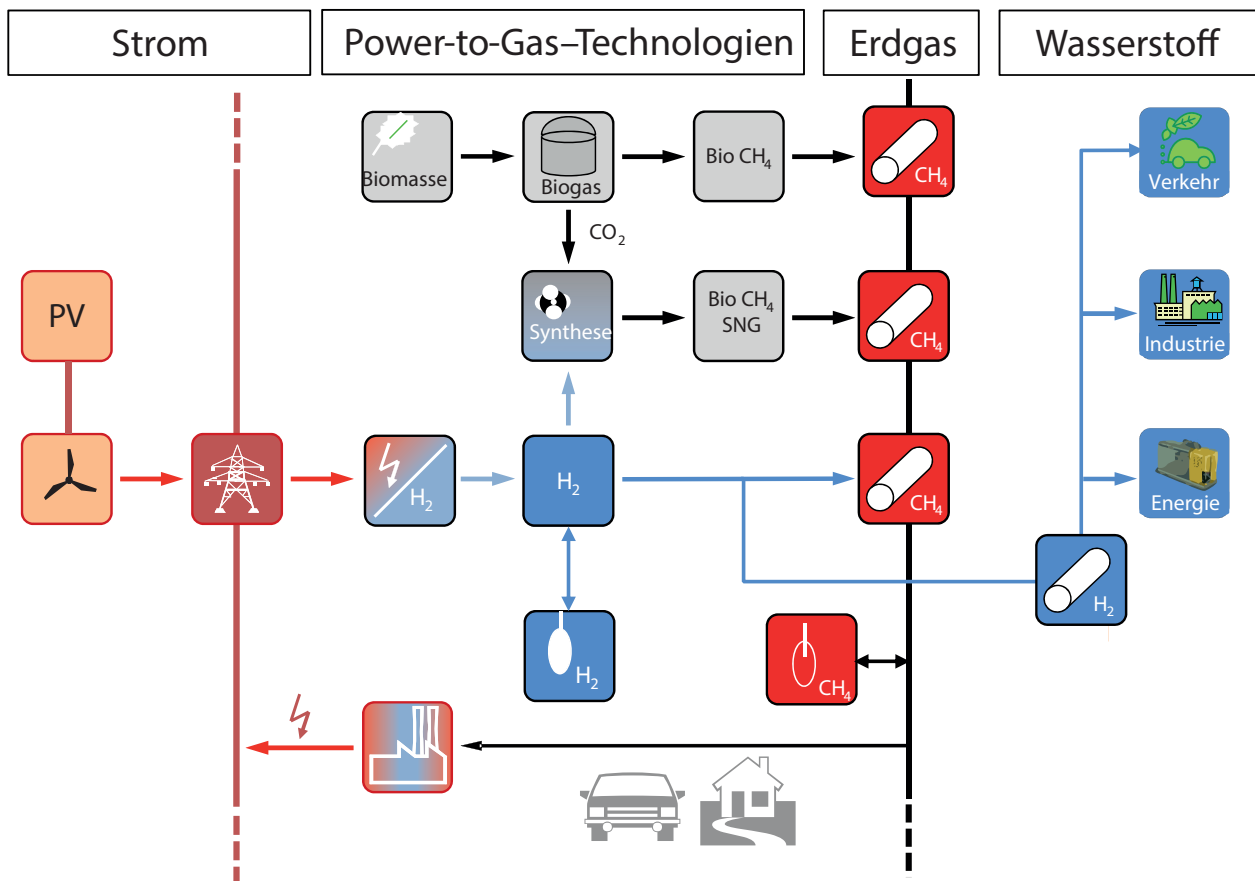 Strom
Power-to-Gas–Technologien
Erdgas
Wasserstoff
Biomasse
Biogas
Bio CH₄
CH₄
Verkehr
CO₂
PV
Synthese
Bio CH₄
SNG
CH₄
Industrie
H₂
H₂
CH₄
Energie
H₂
H₂
CH₄